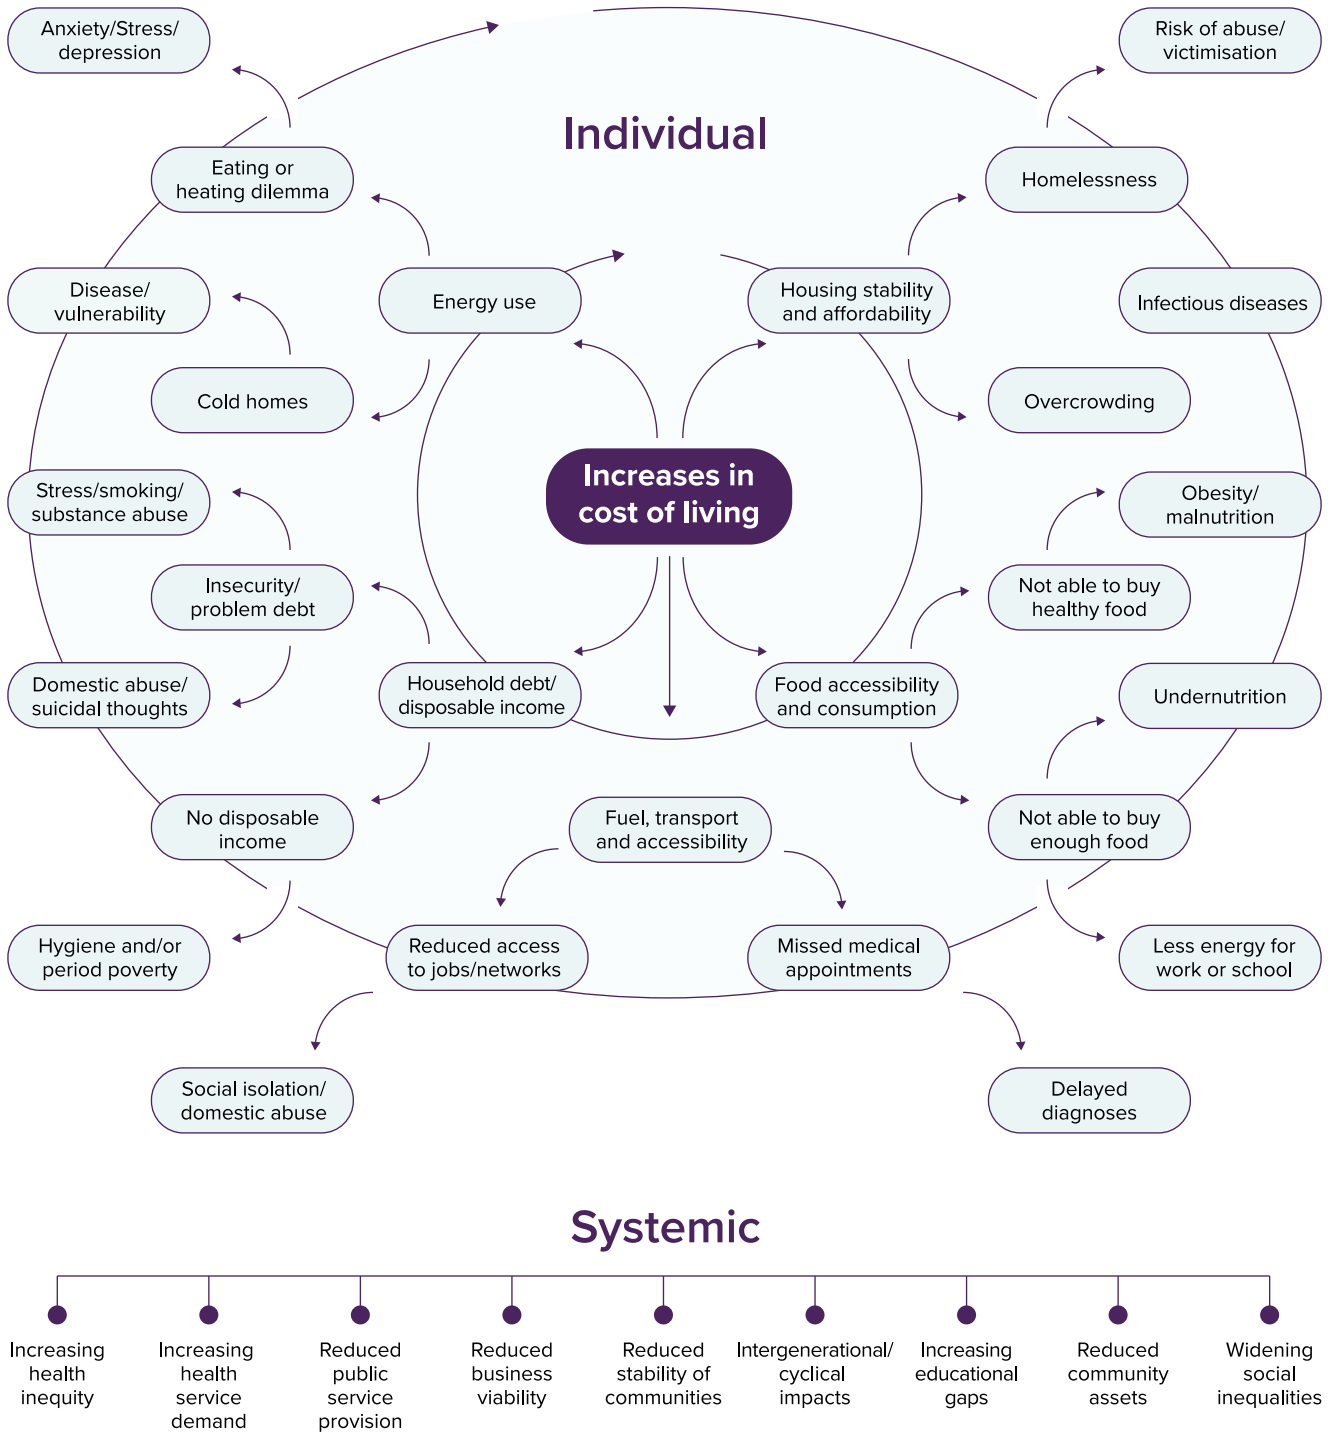 Anxiety/Stress/
depression
Risk of abuse/
victimisation
Individual
Eating or
heating dilemma
Homelessness
Disease/
vulnerability
Energy use
Housing stability
and affordability
Infectious diseases
Cold homes
Overcrowding
Increases in
cost of living
Stress/smoking/
substance abuse
Obesity/
malnutrition
Insecurity/
problem debt
Not able to buy
healthy food
Domestic abuse/
suicidal thoughts
Household debt/
disposable income
Food accessibility
and consumption
Undernutrition
No disposable
income
Fuel, transport
and accessibility
Not able to buy
enough food
Hygiene and/or
period poverty
Reduced access
to jobs/networks
Missed medical
appointments
Less energy for
work or school
Social isolation/
domestic abuse
Delayed
diagnoses
Systemic
Increasing
health
inequity
Increasing
health
service
demand
Reduced
public
service
provision
Reduced
business
viability
Reduced
stability of
communities
Intergenerational/
cyclical
impacts
Increasing
educational
gaps
Reduced
community
assets
Widening
social
inequalities